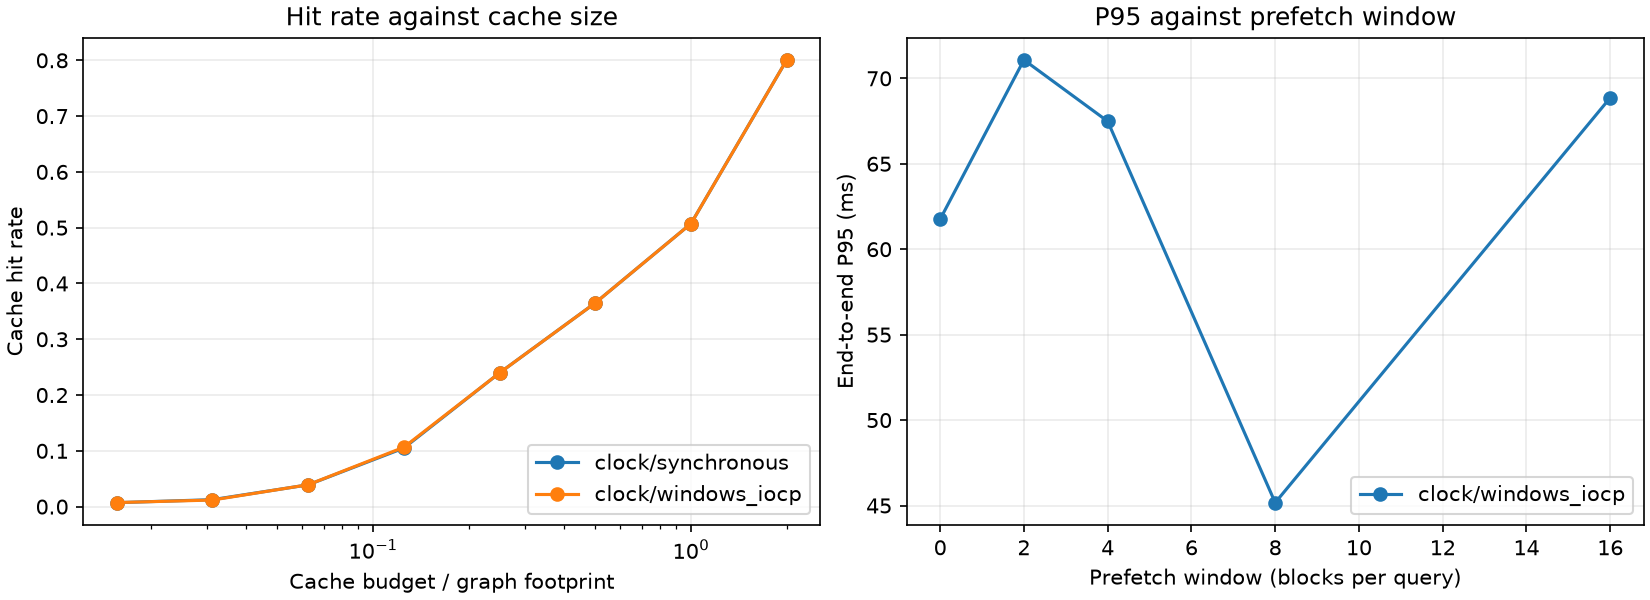 Hit rate against cache size
Cache hit rate
0.8
0.7
0.6
0.5
0.4
0.3
0.2
0.1
0.0
10⁻¹
10⁰
Cache budget / graph footprint
clock/synchronous
clock/windows_iocp
P95 against prefetch window
End-to-end P95 (ms)
70
65
60
55
50
45
0 2 4 6 8 10 12 14 16
Prefetch window (blocks per query)
clock/windows_iocp